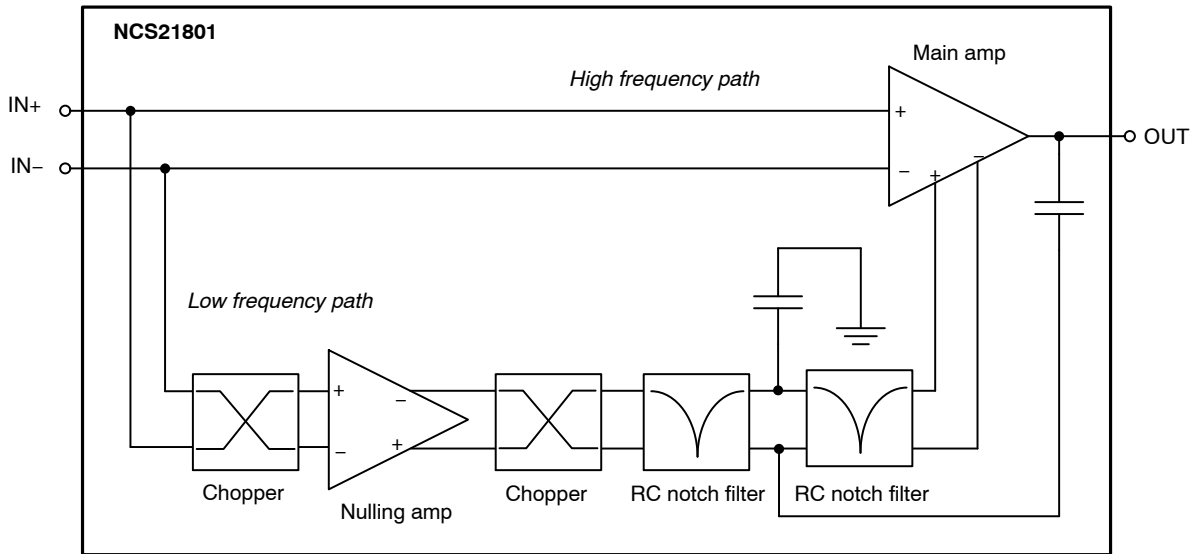 NCS21801
Main amp
High frequency path
IN+
+
OUT
IN−
−
+
−
Low frequency path
+
−
−
+
Chopper
Nulling amp
Chopper
RC notch filter
RC notch filter